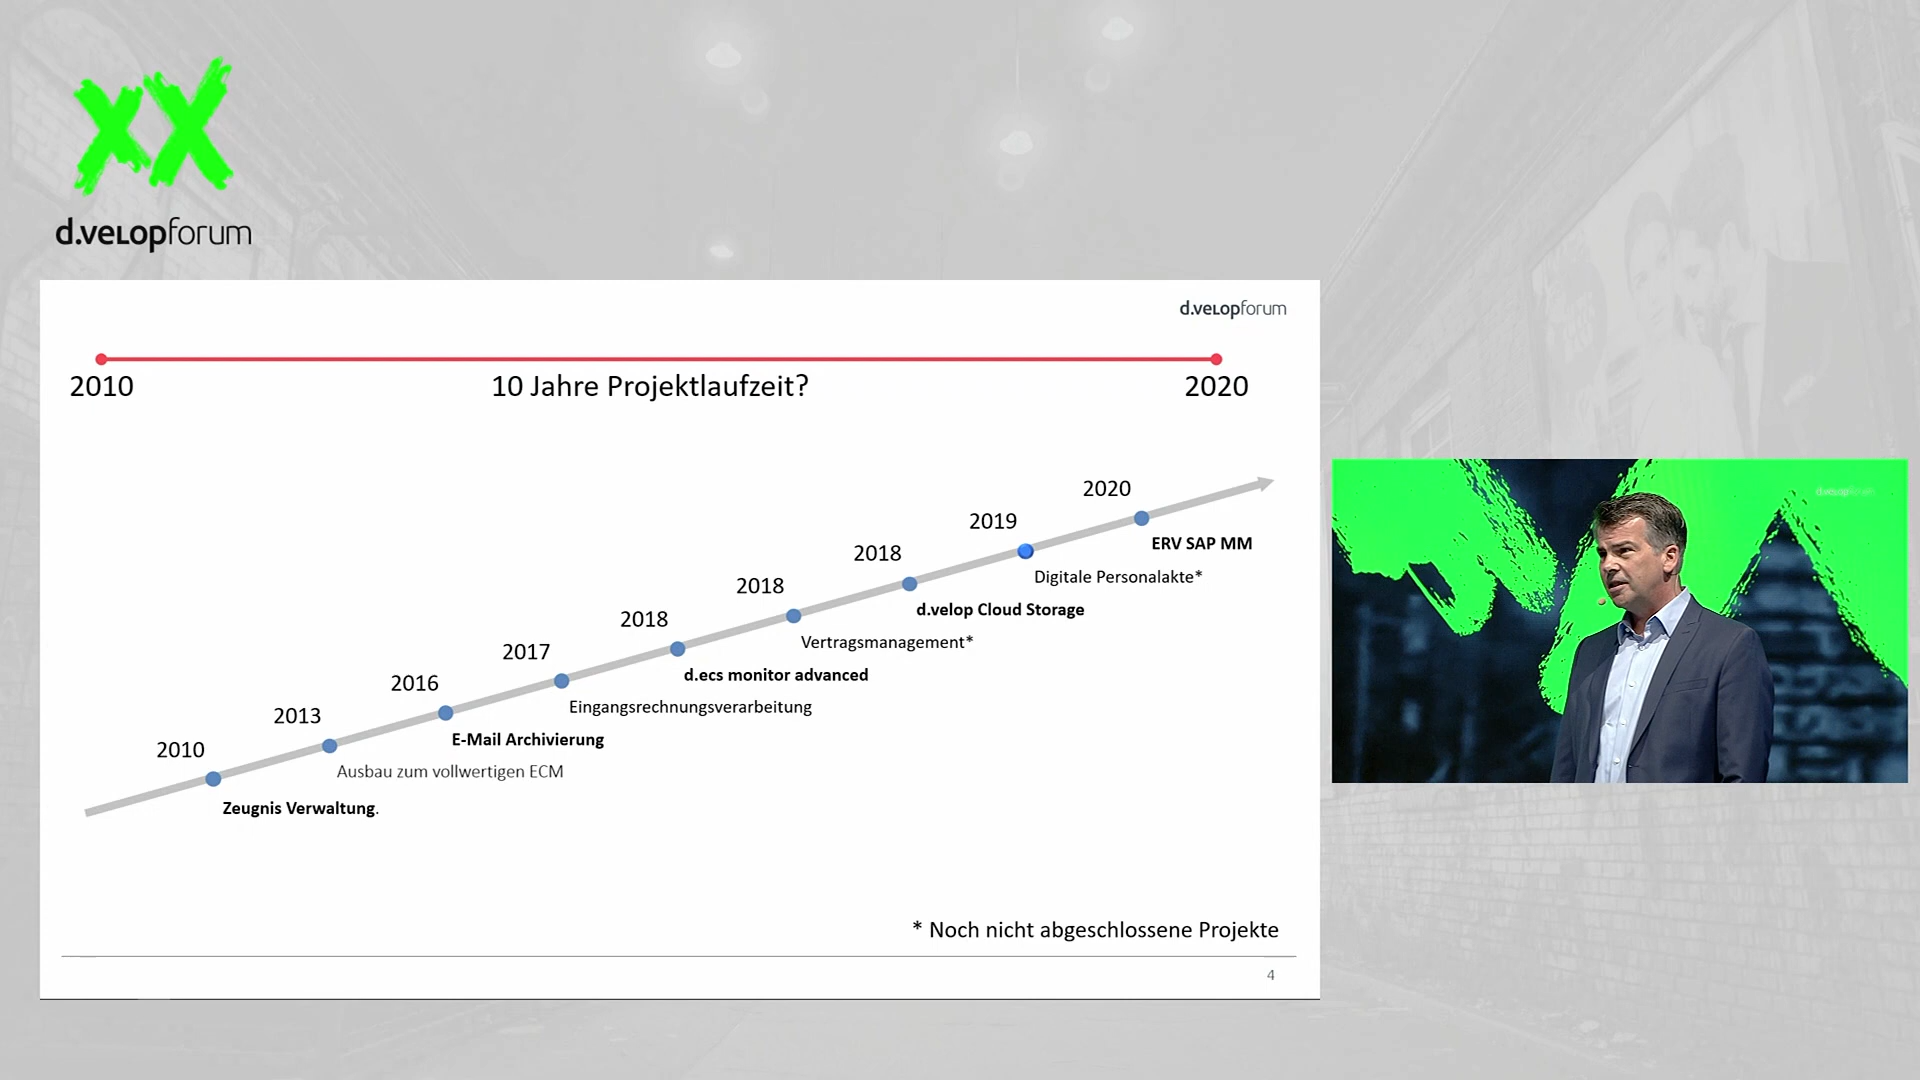 XX
d.velopforum
d.velopforum
2010 10 Jahre Projektlaufzeit? 2020
2020
2019
ERV SAP MM
2018
Digitale Personalakte*
2018
d.velop Cloud Storage
2018
Vertragsmanagement*
2017
d.ecs monitor advanced
2016
Eingangsrechnungsverarbeitung
2013
E-Mail Archivierung
2010
Ausbau zum vollwertigen ECM
Zeugnis Verwaltung.
* Noch nicht abgeschlossene Projekte
4
d.velopforum